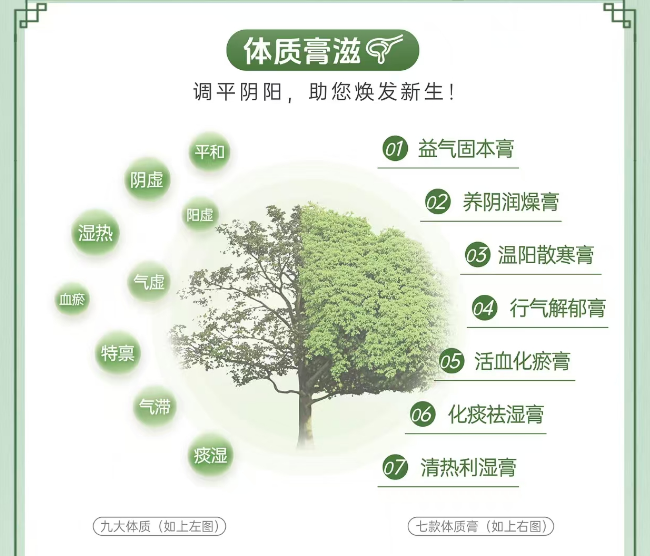 体质膏滋
调平阴阳，助您焕发新生！
平和
阴虚
阳虚
湿热
气虚
血瘀
特禀
气滞
痰湿
01 益气固本膏
02 养阴润燥膏
03 温阳散寒膏
04 行气解郁膏
05 活血化瘀膏
06 化痰祛湿膏
07 清热利湿膏
九大体质（如上左图）
七款体质膏（如上右图）